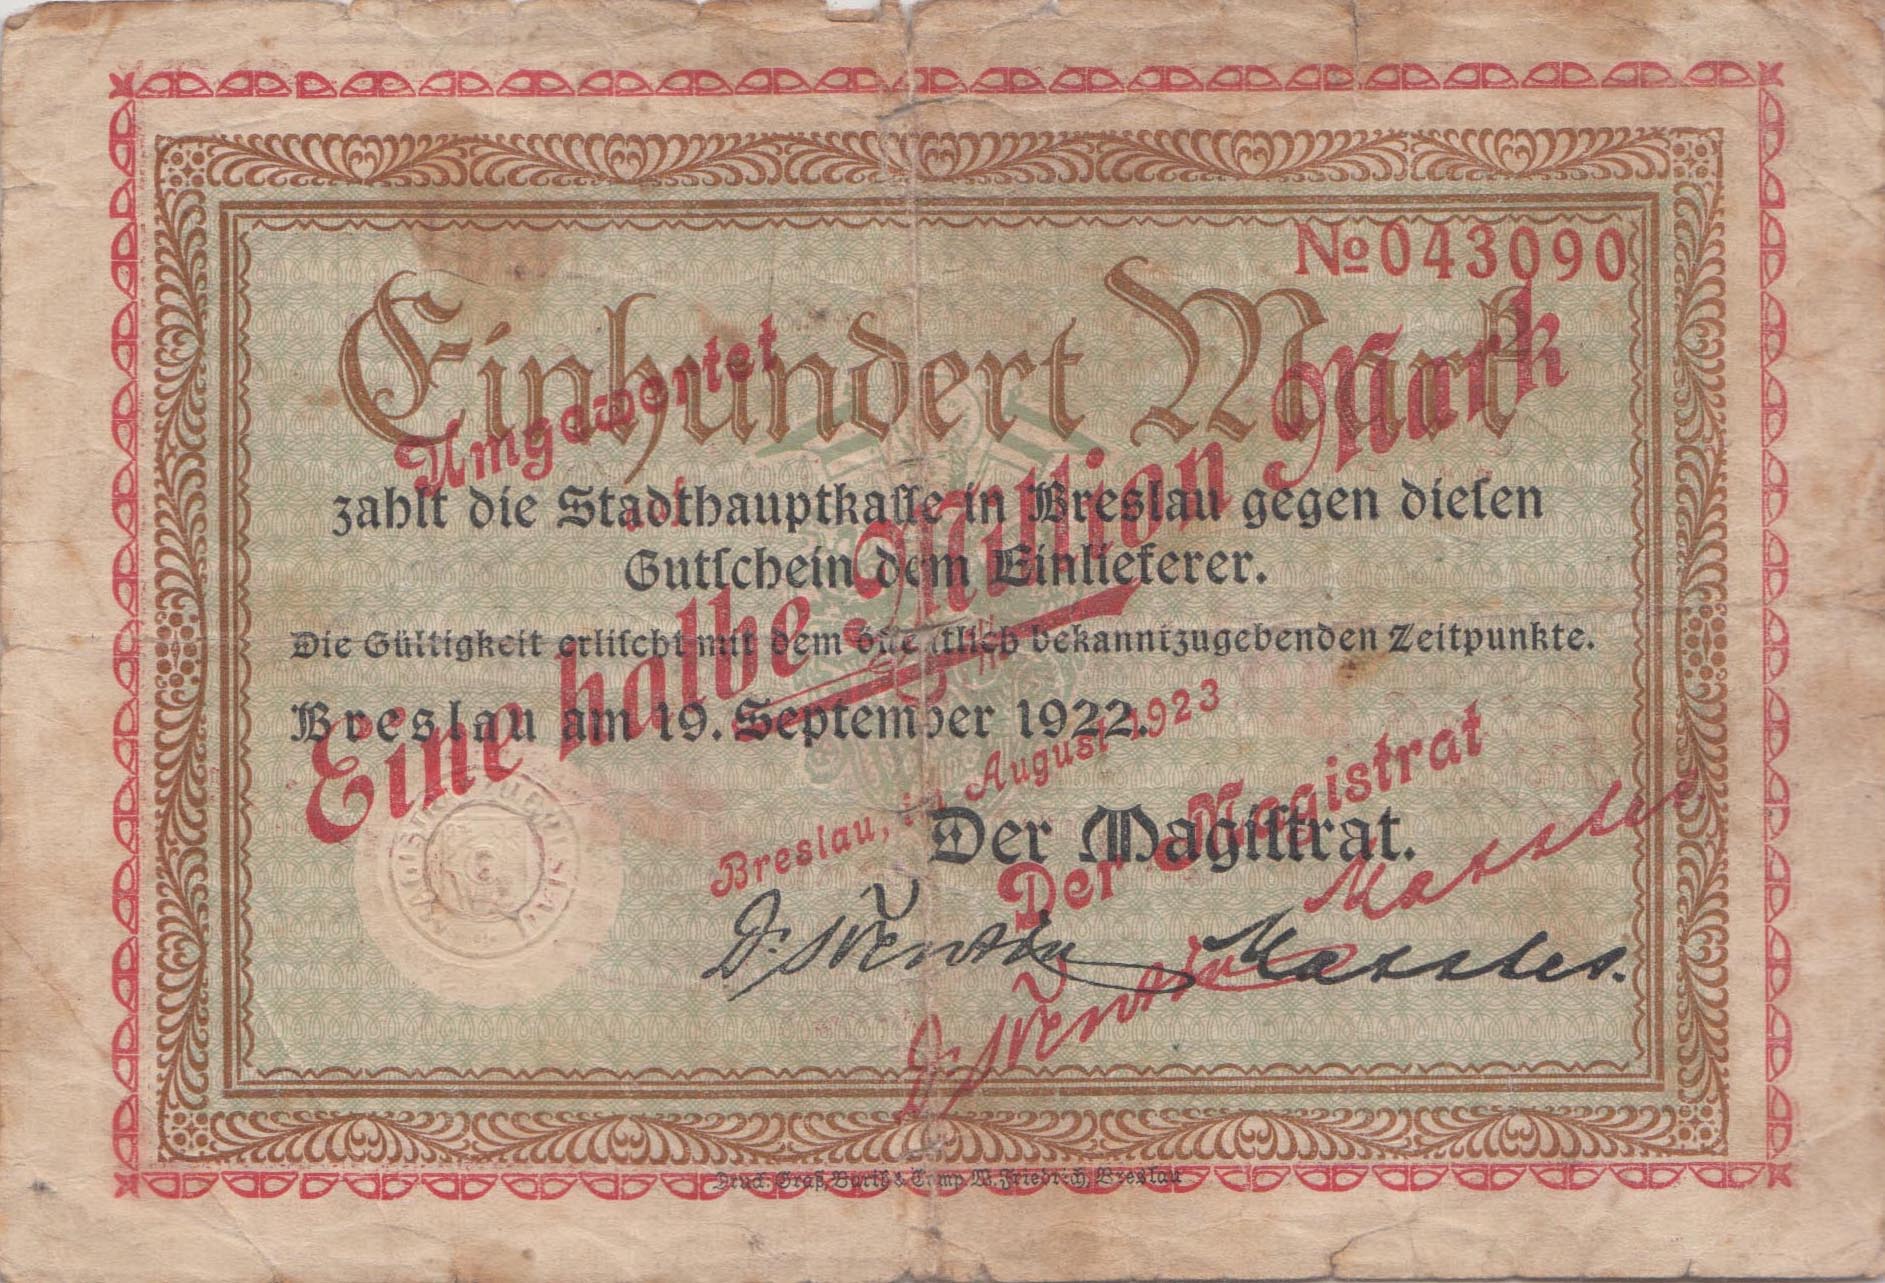 №043090
Einhundert Mark
zahlt die Stadthauptkasse in Breslau gegen diesen
Gutschein dem Einlieferer.
Die Gültigkeit erlischt mit dem öffentlich bekanntzugebenden Zeitpunkte.
Breslau am 19. September 1922.
Der Magistrat.
Umgewertet
auf
Eine halbe Million Mark
Breslau, im August 1923
Der Magistrat
Druck: Graß, Barth & Comp. W. Friedrich, Breslau